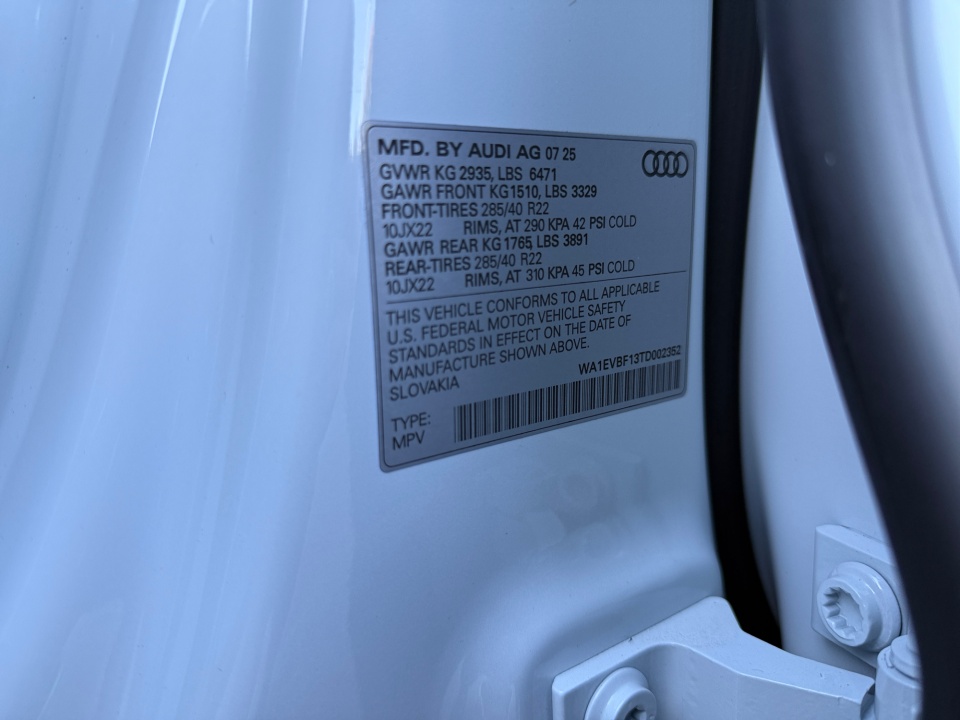 MFD. BY AUDI AG 07 25
GVWR KG 2935, LBS 6471
GAWR FRONT KG1510, LBS 3329
FRONT-TIRES 285/40 R22
10JX22 RIMS, AT 290 KPA 42 PSI COLD
GAWR REAR KG 1765, LBS 3891
REAR-TIRES 285/40 R22
10JX22 RIMS, AT 310 KPA 45 PSI COLD
THIS VEHICLE CONFORMS TO ALL APPLICABLE
U.S. FEDERAL MOTOR VEHICLE SAFETY
STANDARDS IN EFFECT ON THE DATE OF
MANUFACTURE SHOWN ABOVE.
SLOVAKIA
WA1EVBF13TD002352
TYPE:
MPV